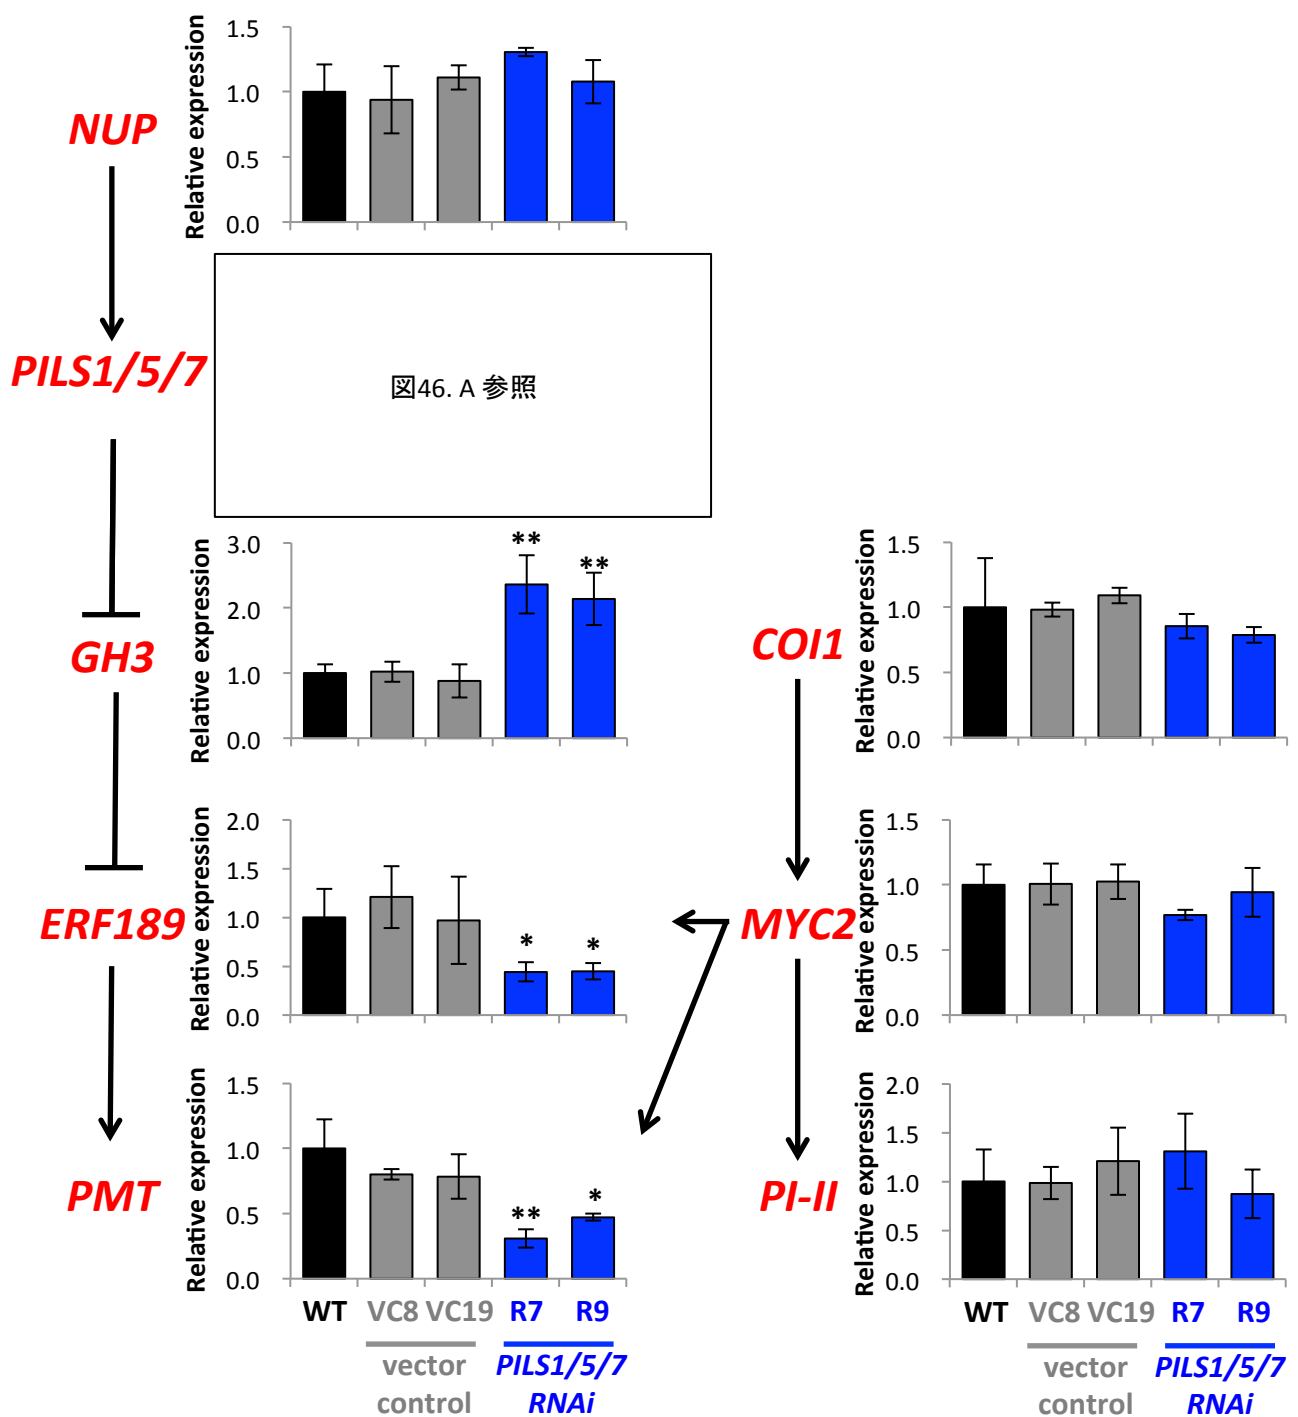 NUP
Relative expression
1.5
1.0
0.5
0.0
PILS1/5/7
図46. A 参照
GH3
Relative expression
3.0
2.0
1.0
0.0
**
**
COI1
Relative expression
1.5
1.0
0.5
0.0
ERF189
Relative expression
2.0
1.5
1.0
0.5
0.0
*
*
MYC2
Relative expression
1.5
1.0
0.5
0.0
PMT
Relative expression
1.5
1.0
0.5
0.0
**
*
PI-II
Relative expression
2.0
1.5
1.0
0.5
0.0
WT VC8 VC19 R7 R9
vector PILS1/5/7
control RNAi
WT VC8 VC19 R7 R9
vector PILS1/5/7
control RNAi